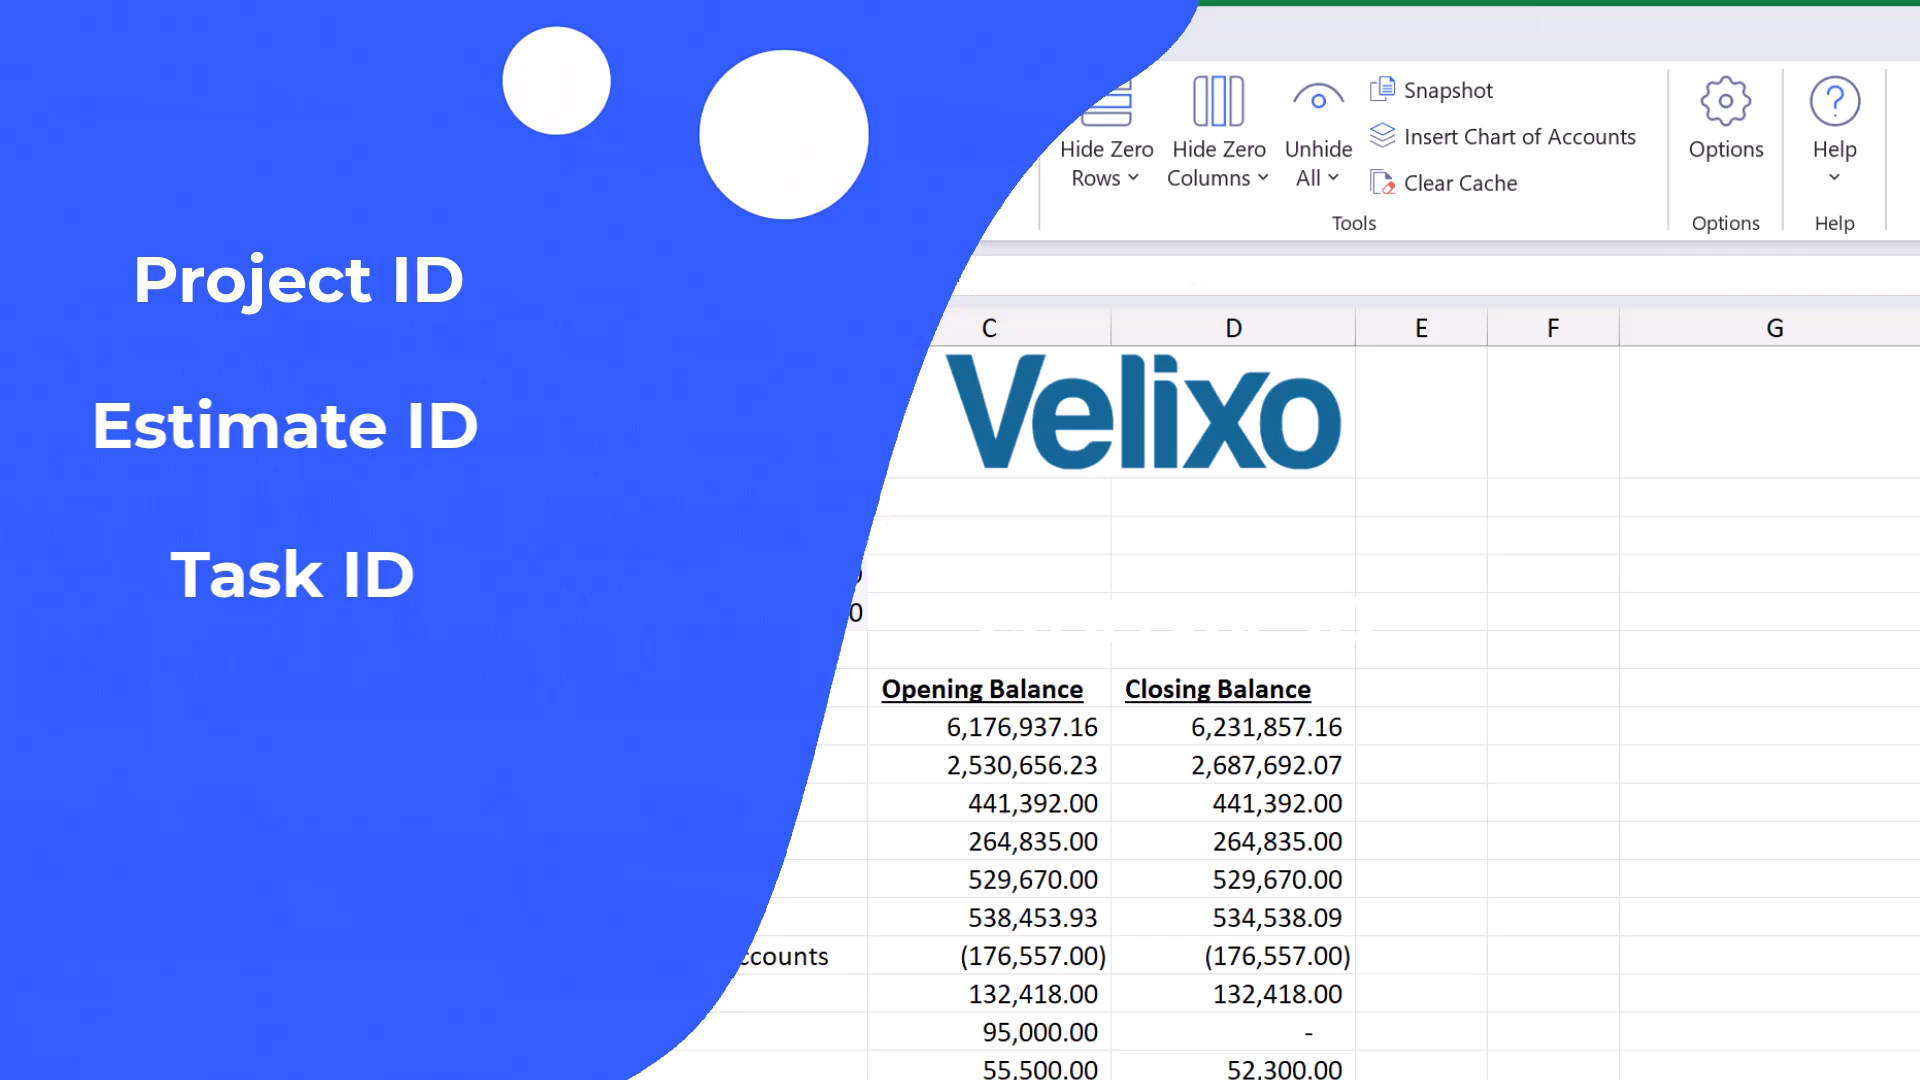 Project ID
Estimate ID
Task ID
Hide Zero Rows
Hide Zero Columns
Unhide All
Snapshot
Insert Chart of Accounts
Clear Cache
Tools
Options
Options
Help
Help
C D E F G
Velixo
0
Opening Balance Closing Balance
6,176,937.16 6,231,857.16
2,530,656.23 2,687,692.07
441,392.00 441,392.00
264,835.00 264,835.00
529,670.00 529,670.00
538,453.93 534,538.09
ccounts (176,557.00) (176,557.00)
132,418.00 132,418.00
95,000.00 -
55,500.00 52,300.00